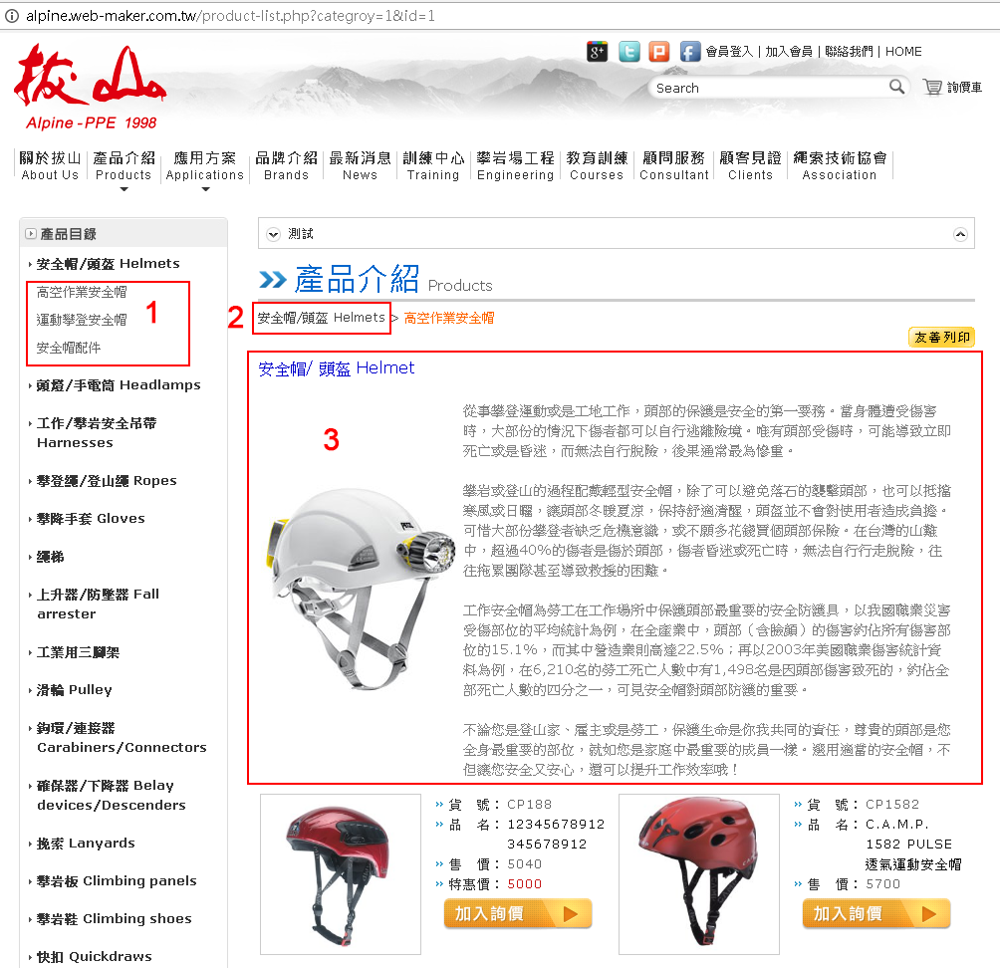 alpine.web-maker.com.tw/product-list.php?categroy=1&id=1
拔山
Alpine-PPE 1998
會員登入 | 加入會員 | 聯絡我們 | HOME
Search
詢價車
關於拔山 產品介紹 應用方案 品牌介紹 最新消息 訓練中心 攀岩場工程 教育訓練 顧問服務 顧客見證 繩索技術協會
About Us Products Applications Brands News Training Engineering Courses Consultant Clients Association
產品目錄
安全帽/頭盔 Helmets
高空作業安全帽
運動攀登安全帽
安全帽配件
1
頭燈/手電筒 Headlamps
工作/攀岩安全吊帶
Harnesses
攀登繩/登山繩 Ropes
攀降手套 Gloves
繩梯
上升器/防墜器 Fall
arrester
工業用三腳架
滑輪 Pulley
鉤環/連接器
Carabiners/Connectors
確保器/下降器 Belay
devices/Descenders
挽索 Lanyards
攀岩板 Climbing panels
攀岩鞋 Climbing shoes
快扣 Quickdraws
測試
產品介紹 Products
2
安全帽/頭盔 Helmets > 高空作業安全帽
友善列印
安全帽/ 頭盔 Helmet
3
PETZL
從事攀登運動或是工地工作，頭部的保護是安全的第一要務。當身體遭受傷害
時，大部份的情況下傷者都可以自行逃離險境。唯有頭部受傷時，可能導致立即
死亡或是昏迷，而無法自行脫險，後果通常最為慘重。
攀岩或登山的過程配戴輕型安全帽，除了可以避免落石的襲擊頭部，也可以抵擋
寒風或日曬，讓頭部冬暖夏涼，保持舒適清醒，頭盔並不會對使用者造成負擔。
可惜大部份攀登者缺乏危機意識，或不願多花錢買個頭部保險。在台灣的山難
中，超過40%的傷者是傷於頭部，傷者昏迷或死亡時，無法自行行走脫險，往
往拖累團隊甚至導致救援的困難。
工作安全帽為勞工在工作場所中保護頭部最重要的安全防護具，以我國職業災害
受傷部位的平均統計為例，在全產業中，頭部（含臉顏）的傷害約佔所有傷害部
位的15.1%，而其中營造業則高達22.5%；再以2003年美國職業傷害統計資
料為例，在6,210名的勞工死亡人數中有1,498名是因頭部傷害致死的，約佔全
部死亡人數的四分之一，可見安全帽對頭部防護的重要。
不論您是登山家、雇主或是勞工，保護生命是你我共同的責任，尊貴的頭部是您
全身最重要的部位，就如您是家庭中最重要的成員一樣。選用適當的安全帽，不
但讓您安全又安心，還可以提升工作效率哦！
貨 號： CP188
品 名： 12345678912
345678912
售 價： 5040
特惠價： 5000
加入詢價
貨 號： CP1582
品 名： C.A.M.P.
1582 PULSE
透氣運動安全帽
售 價： 5700
加入詢價